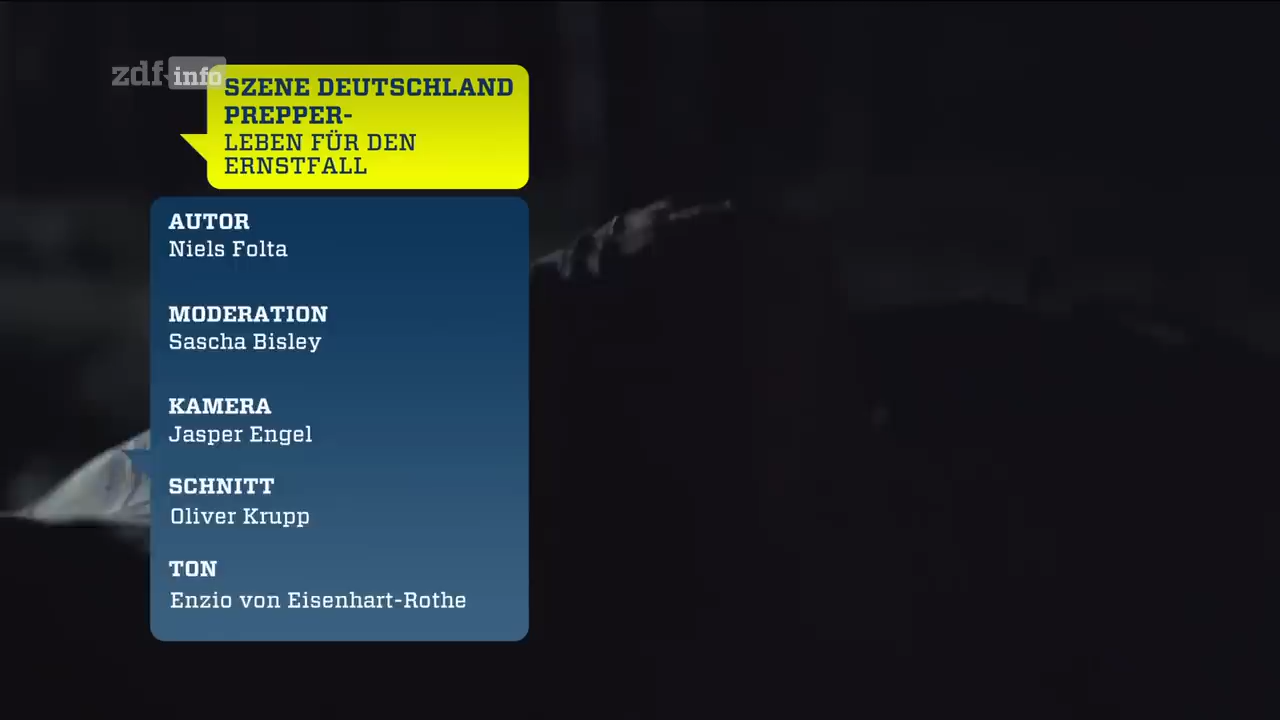 zdf info
SZENE DEUTSCHLAND
PREPPER-
LEBEN FÜR DEN
ERNSTFALL
AUTOR
Niels Folta
MODERATION
Sascha Bisley
KAMERA
Jasper Engel
SCHNITT
Oliver Krupp
TON
Enzio von Eisenhart-Rothe